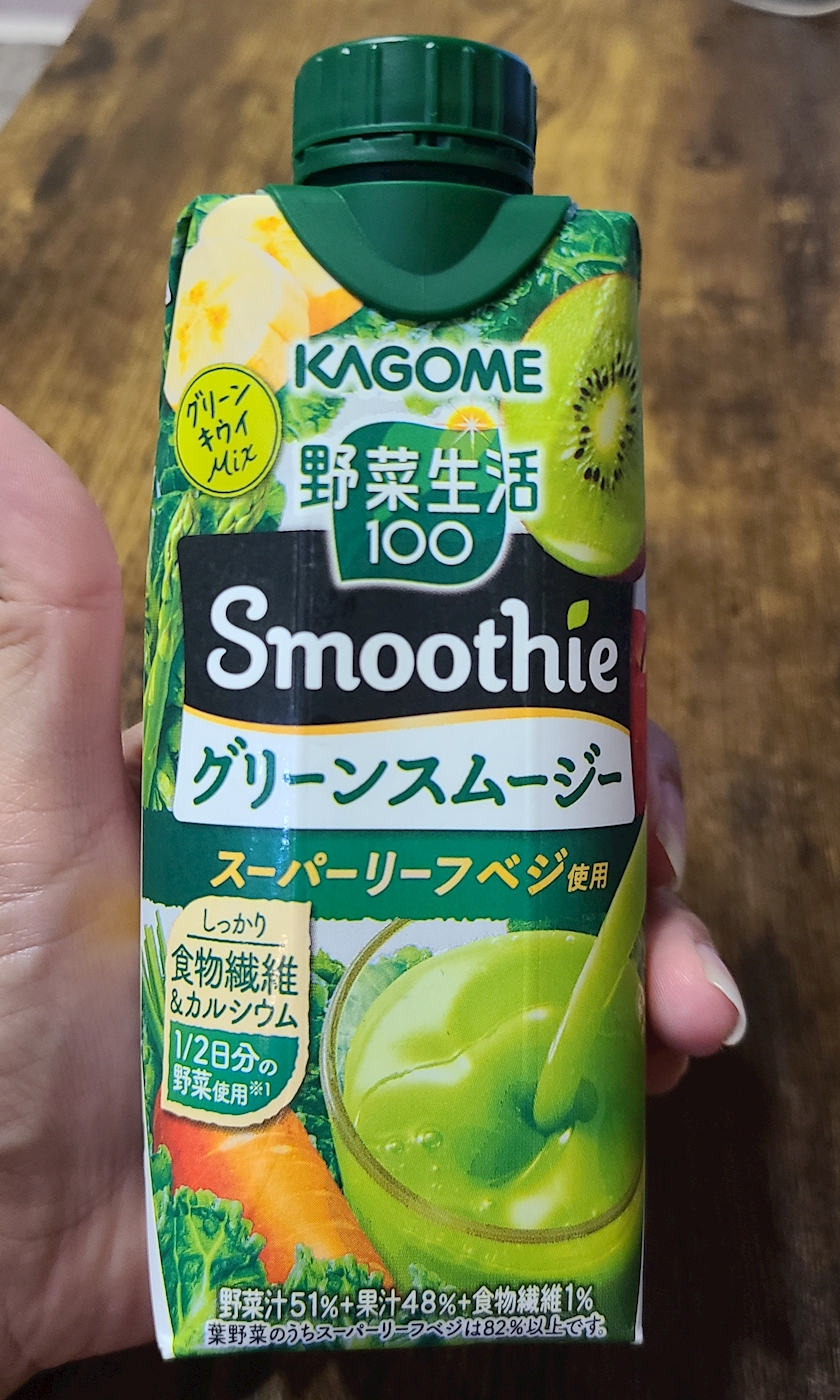 KAGOME
グリーン
キウイ
Mix
野菜生活
100
Smoothie
グリーンスムージー
スーパーリーフベジ使用
しっかり
食物繊維
&カルシウム
1/2日分の
野菜使用※1
野菜汁51%+果汁48%+食物繊維1%
葉野菜のうちスーパーリーフベジは82%以上です。